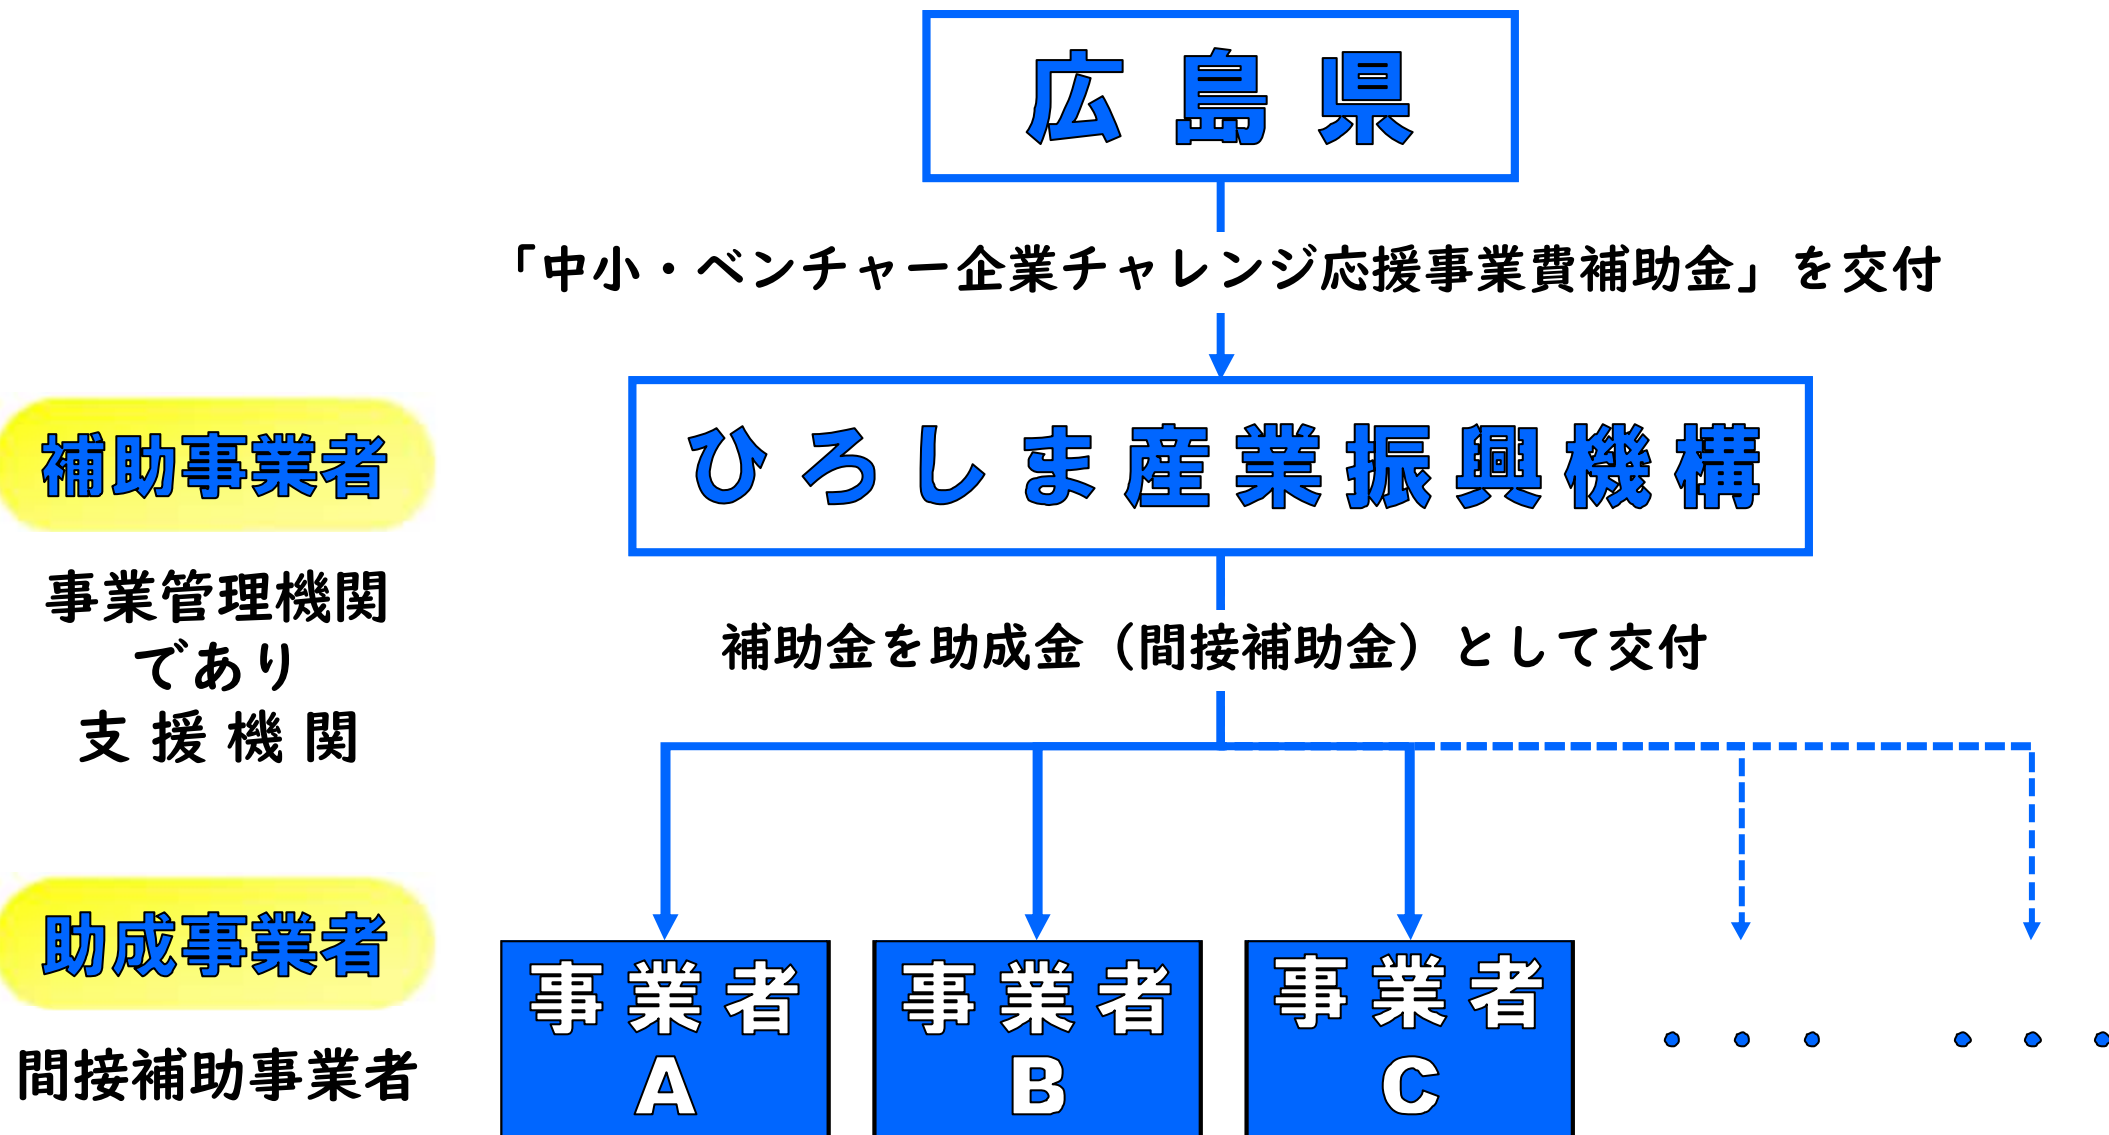 広島県
「中小・ベンチャー企業チャレンジ応援事業費補助金」を交付
補助事業者
ひろしま産業振興機構
事業管理機関
であり
支援機関
補助金を助成金（間接補助金）として交付
助成事業者
間接補助事業者
事業者
A
事業者
B
事業者
C
・・・
・・・